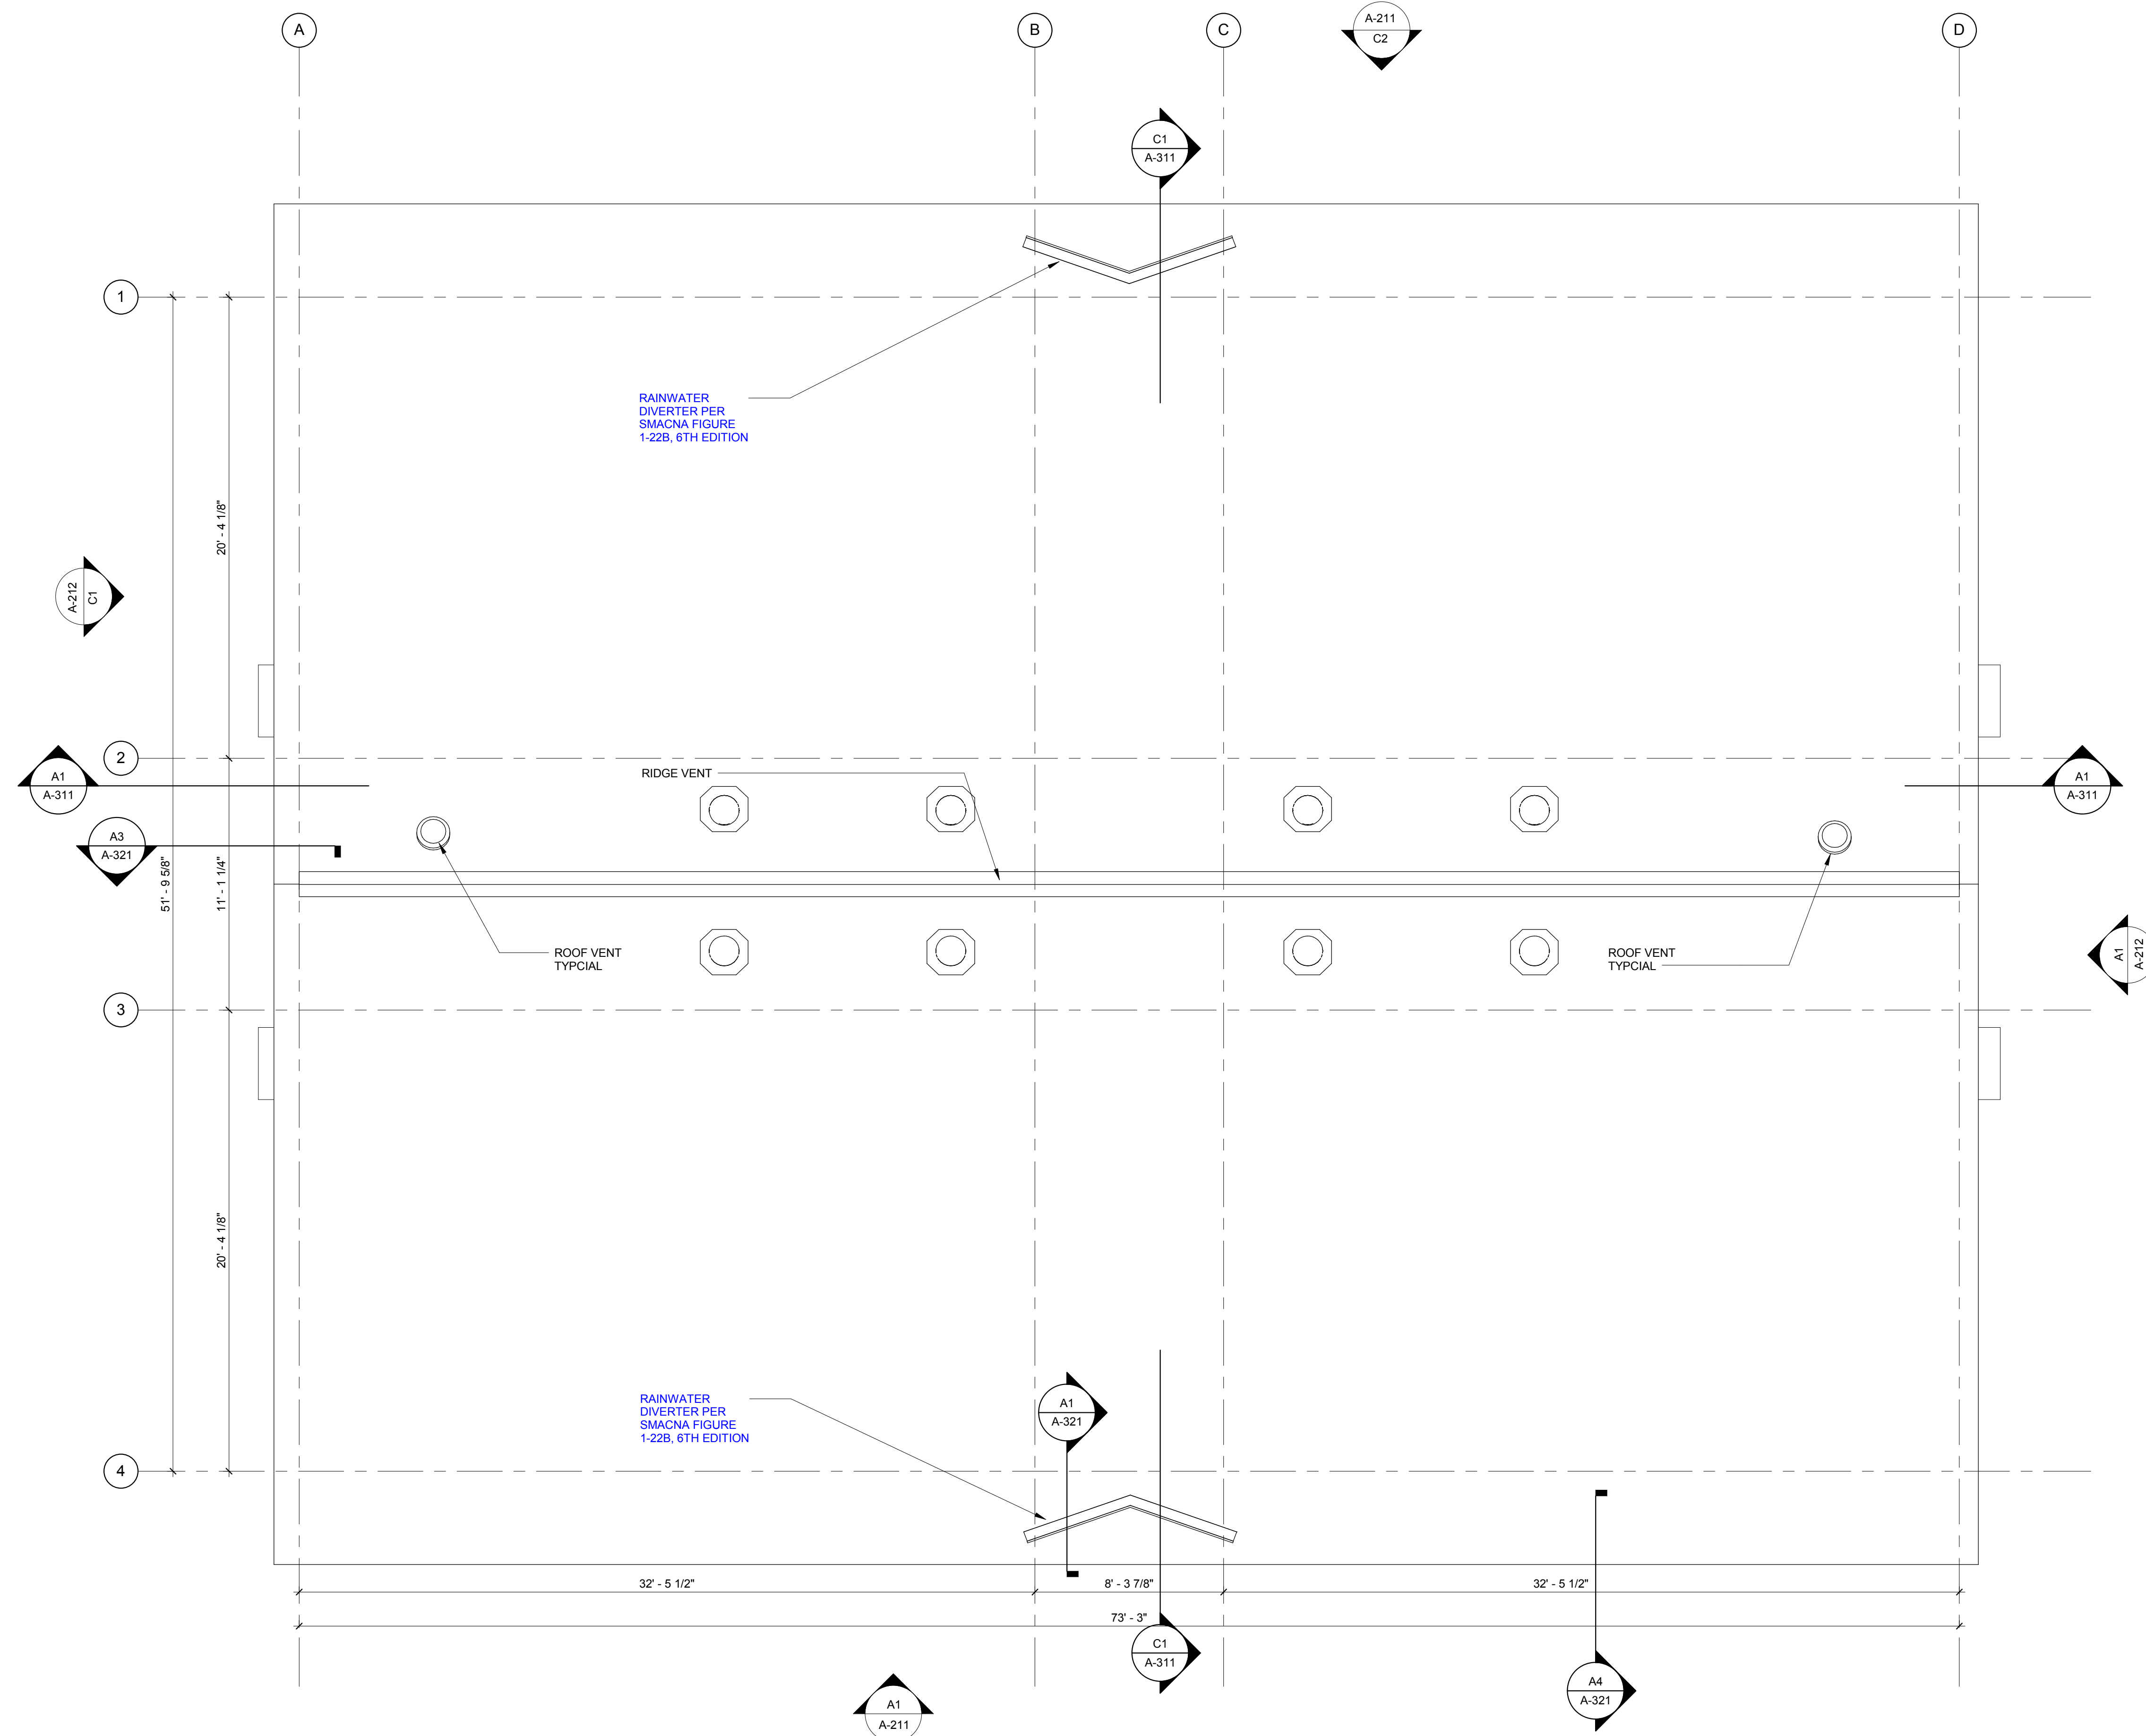 A
B
C
D
A-211
C2
C1
A-311
1
RAINWATER
DIVERTER PER
SMACNA FIGURE
1-22B, 6TH EDITION
20' - 4 1/8"
A-212
C1
2
RIDGE VENT
A1
A-311
A1
A-311
A3
A-321
51' - 9 5/8"
11' - 1 1/4"
ROOF VENT
TYPCIAL
ROOF VENT
TYPCIAL
A1
A-212
3
20' - 4 1/8"
RAINWATER
DIVERTER PER
SMACNA FIGURE
1-22B, 6TH EDITION
A1
A-321
4
32' - 5 1/2"
8' - 3 7/8"
32' - 5 1/2"
73' - 3"
C1
A-311
A4
A-321
A1
A-211